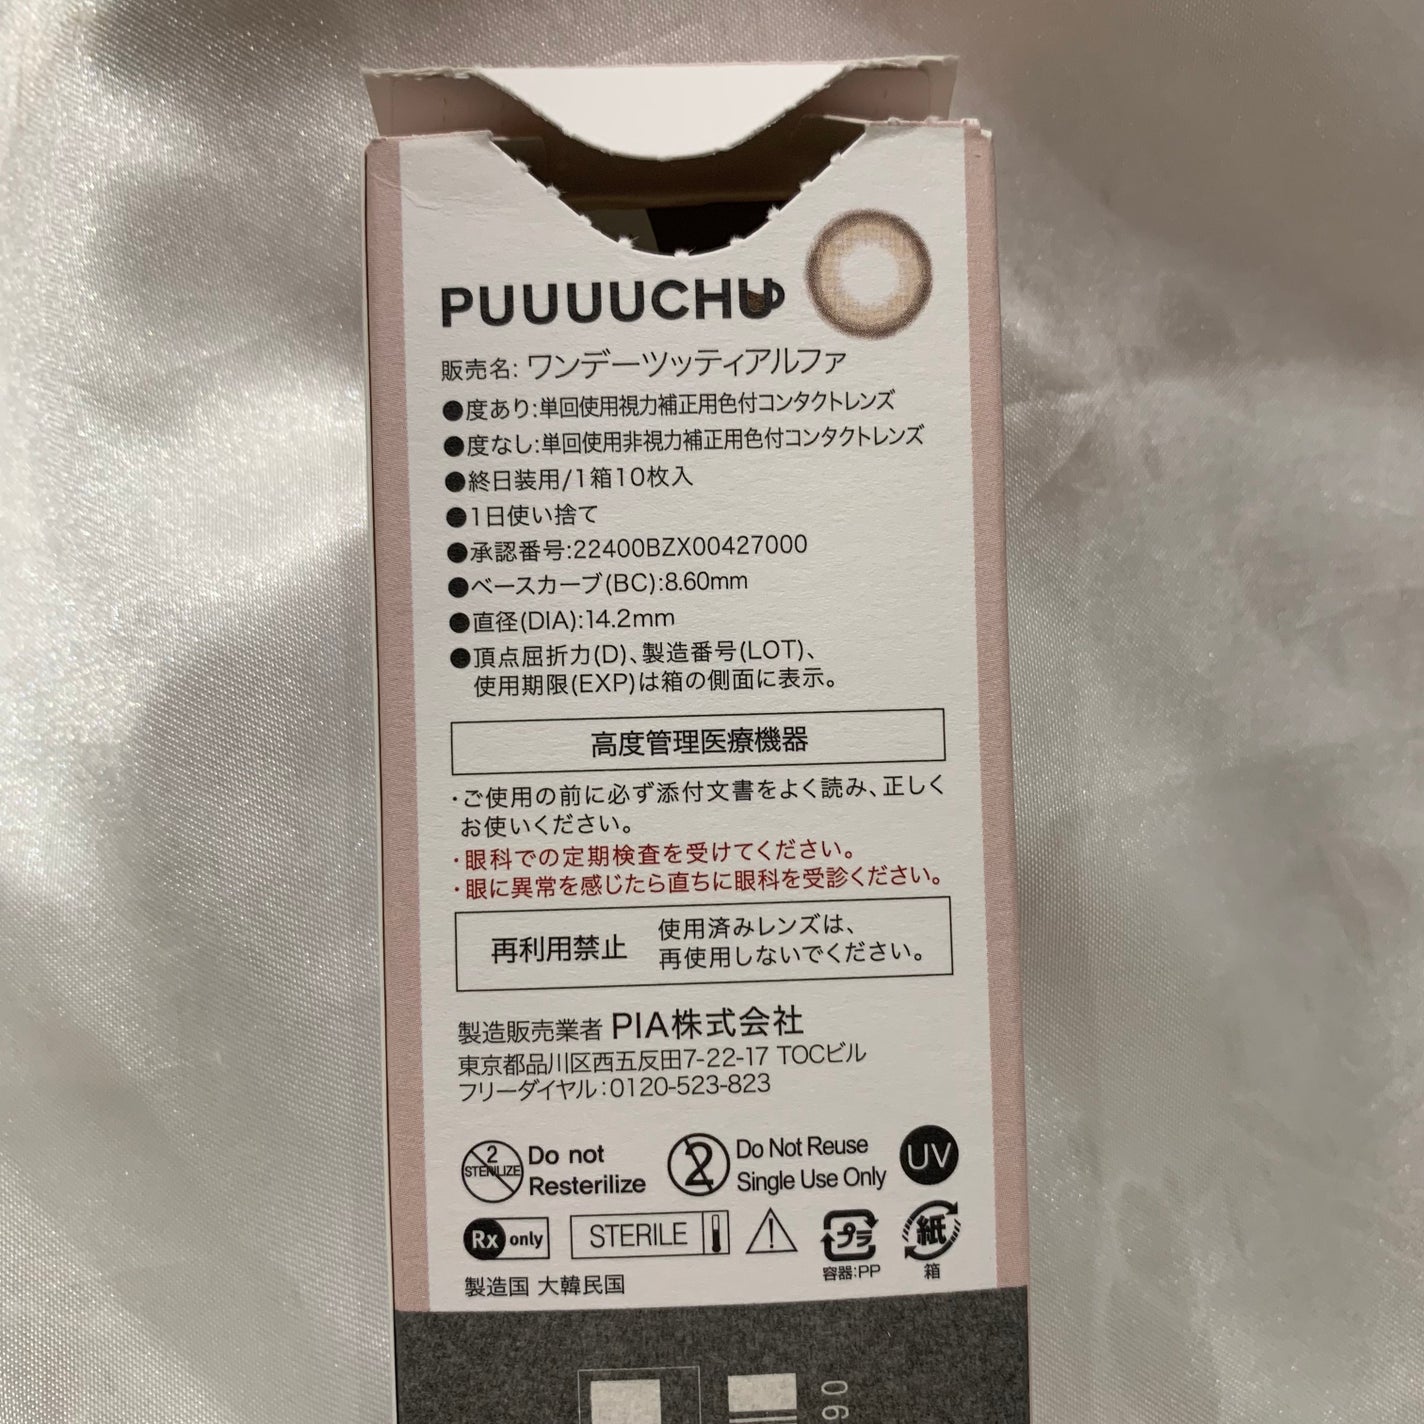 PUUUUCHU
販売名: ワンデーツッティアルファ
●度あり:単回使用視力補正用色付コンタクトレンズ
●度なし:単回使用非視力補正用色付コンタクトレンズ
●終日装用/1箱10枚入
●1日使い捨て
●承認番号:22400BZX00427000
●ベースカーブ(BC):8.60mm
●直径(DIA):14.2mm
●頂点屈折力(D)、製造番号(LOT)、
使用期限(EXP)は箱の側面に表示。
高度管理医療機器
・ご使用の前に必ず添付文書をよく読み、正しく
お使いください。
・眼科での定期検査を受けてください。
・眼に異常を感じたら直ちに眼科を受診ください。
再利用禁止
使用済みレンズは、
再使用しないでください。
製造販売業者 PIA株式会社
東京都品川区西五反田7-22-17 TOCビル
フリーダイヤル:0120-523-823
2
STERILIZE
Do not
Resterilize
2
Do Not Reuse
Single Use Only
UV
Rx only
STERILE
プラ
容器:PP
紙
箱
製造国 大韓民国